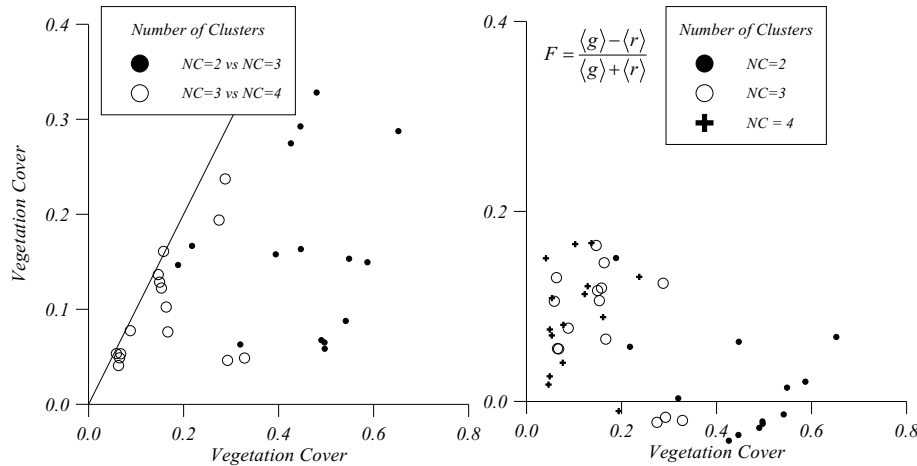 Number of Clusters
NC=2 vs NC=3
NC=3 vs NC=4
0.4
0.3
0.2
0.1
0.0
Vegetation Cover
0.0 0.2 0.4 0.6 0.8
Vegetation Cover
0.4
0.2
0.0
F = (⟨g⟩−⟨r⟩)/(⟨g⟩+⟨r⟩)
Number of Clusters
NC=2
NC=3
NC = 4
0.0 0.2 0.4 0.6 0.8
Vegetation Cover